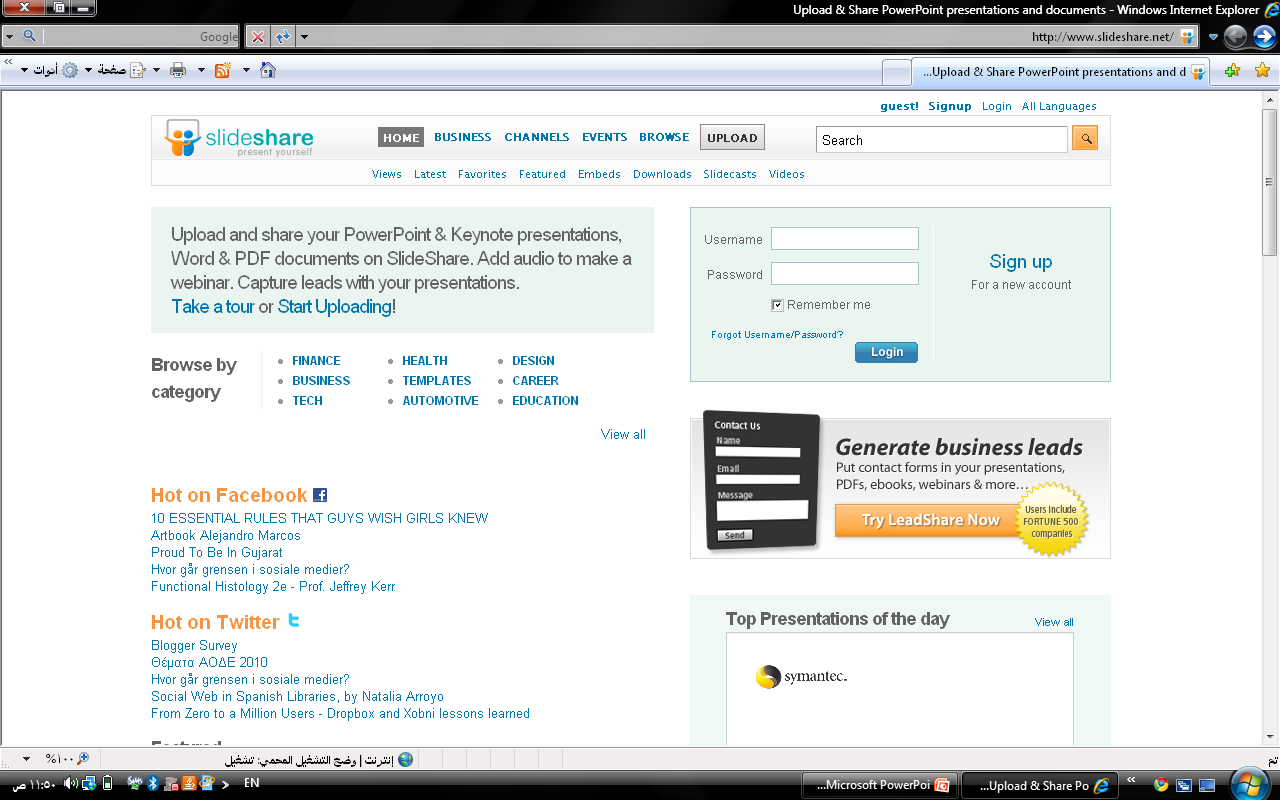 Upload & Share PowerPoint presentations and documents - Windows Internet Explorer
Google
http://www.slideshare.net/
أدوات
صفحة
...Upload & Share PowerPoint presentations and d
guest! Signup Login All Languages
slideshare
present yourself
HOME BUSINESS CHANNELS EVENTS BROWSE UPLOAD
Search
Views Latest Favorites Featured Embeds Downloads Slidecasts Videos
Upload and share your PowerPoint & Keynote presentations,
Word & PDF documents on SlideShare. Add audio to make a
webinar. Capture leads with your presentations.
Take a tour or Start Uploading!
Username
Password
Remember me
Forgot Username/Password?
Login
Sign up
For a new account
Browse by
category
FINANCE HEALTH DESIGN
BUSINESS TEMPLATES CAREER
TECH AUTOMOTIVE EDUCATION
View all
Contact Us
Name
Email
Message
Send
Generate business leads
Put contact forms in your presentations,
PDFs, ebooks, webinars & more...
Try LeadShare Now
Users Include
FORTUNE 500
companies
Hot on Facebook
10 ESSENTIAL RULES THAT GUYS WISH GIRLS KNEW
Artbook Alejandro Marcos
Proud To Be In Gujarat
Hvor går grensen i sosiale medier?
Functional Histology 2e - Prof. Jeffrey Kerr
Hot on Twitter
Blogger Survey
Θέματα ΑΟΔΕ 2010
Hvor går grensen i sosiale medier?
Social Web in Spanish Libraries, by Natalia Arroyo
From Zero to a Million Users - Dropbox and Xobni lessons learned
Featured
Top Presentations of the day
View all
symantec.
تم
إنترنت | وضع التشغيل المحمي: تشغيل
%١٠٠
١١:٥٠ ص
EN
...Microsoft PowerPoi
...Upload & Share Po